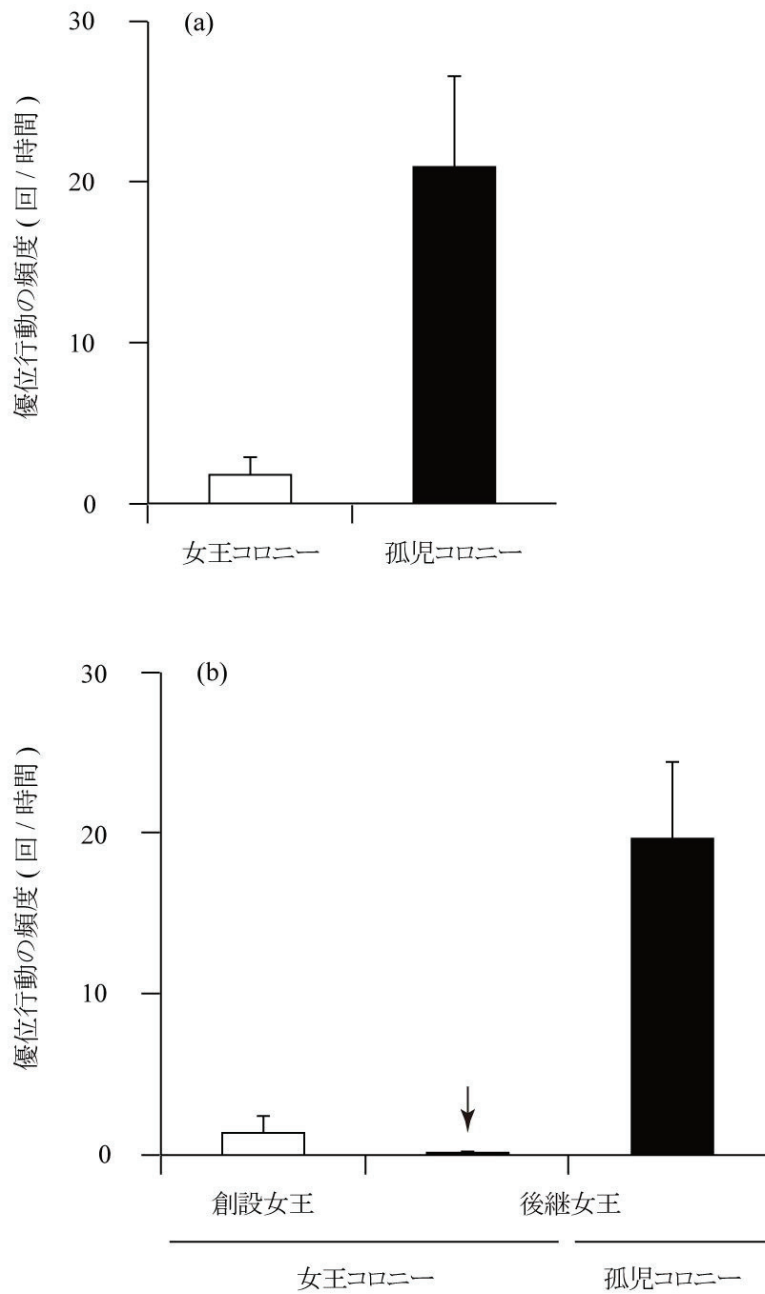 (a)
優位行動の頻度 ( 回 / 時間 )
30
20
10
0
女王コロニー 孤児コロニー
(b)
優位行動の頻度 ( 回 / 時間 )
30
20
10
0
創設女王 後継女王
女王コロニー 孤児コロニー